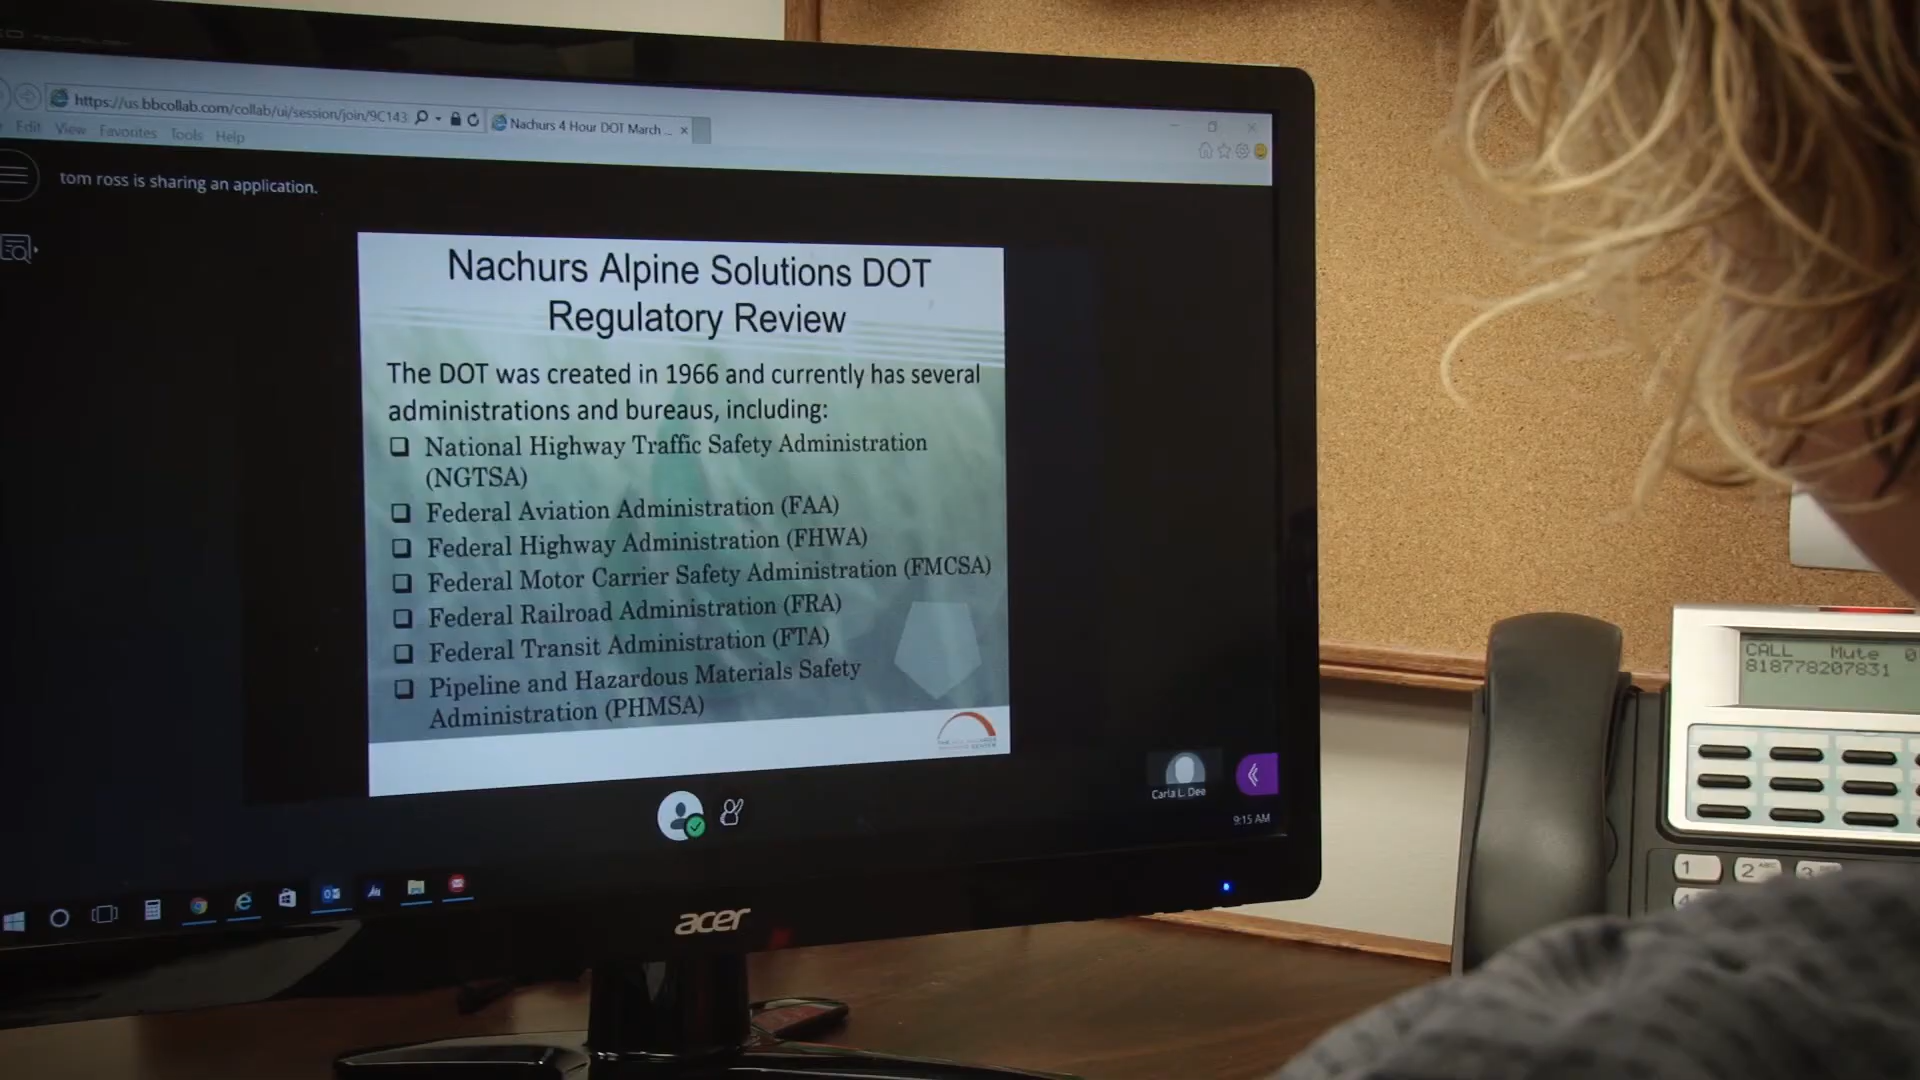 https://us.bbcollab.com/collab/ui/session/join/9C143
Nachurs 4 Hour DOT March ...
Edit View Favorites Tools Help
tom ross is sharing an application.
Nachurs Alpine Solutions DOT
Regulatory Review
The DOT was created in 1966 and currently has several
administrations and bureaus, including:
National Highway Traffic Safety Administration
(NGTSA)
Federal Aviation Administration (FAA)
Federal Highway Administration (FHWA)
Federal Motor Carrier Safety Administration (FMCSA)
Federal Railroad Administration (FRA)
Federal Transit Administration (FTA)
Pipeline and Hazardous Materials Safety
Administration (PHMSA)
Carla L. Dee
9:15 AM
acer
CALL Mute 0
818778207831
1 2 ABC 3